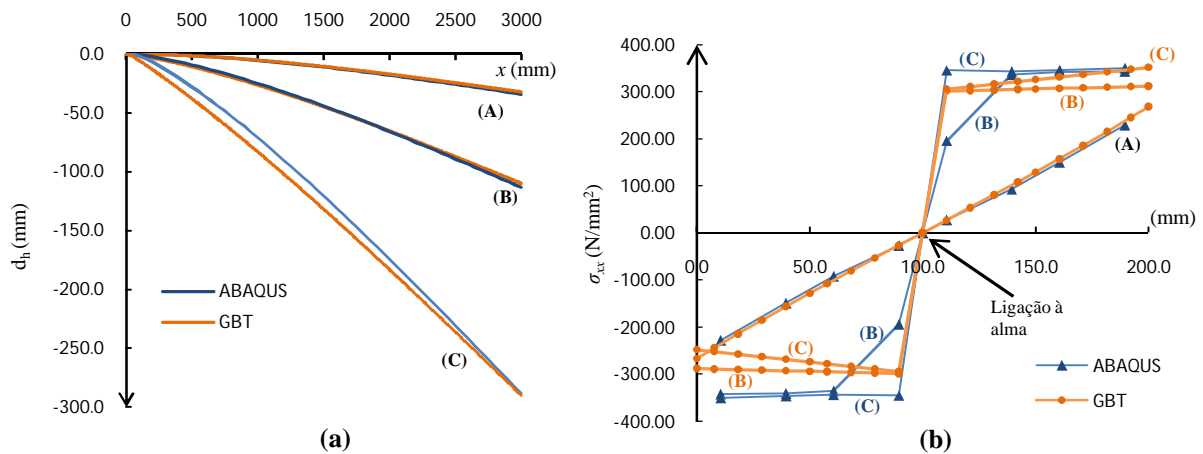 0 500 1000 1500 2000 2500 3000
0.0
-50.0
-100.0
-150.0
-200.0
-250.0
-300.0
d_h (mm)
x (mm)
(A)
(B)
(C)
ABAQUS
GBT
(a)
400.00
300.00
200.00
100.00
0.00
-100.00
-200.00
-300.00
-400.00
σ_xx (N/mm²)
00.0 50.0 100.0 150.0 200.0
(mm)
(C)
(C)
(B)
(B)
(A)
Ligação à
alma
(B)
(C)
(B)
(C)
ABAQUS
GBT
(b)